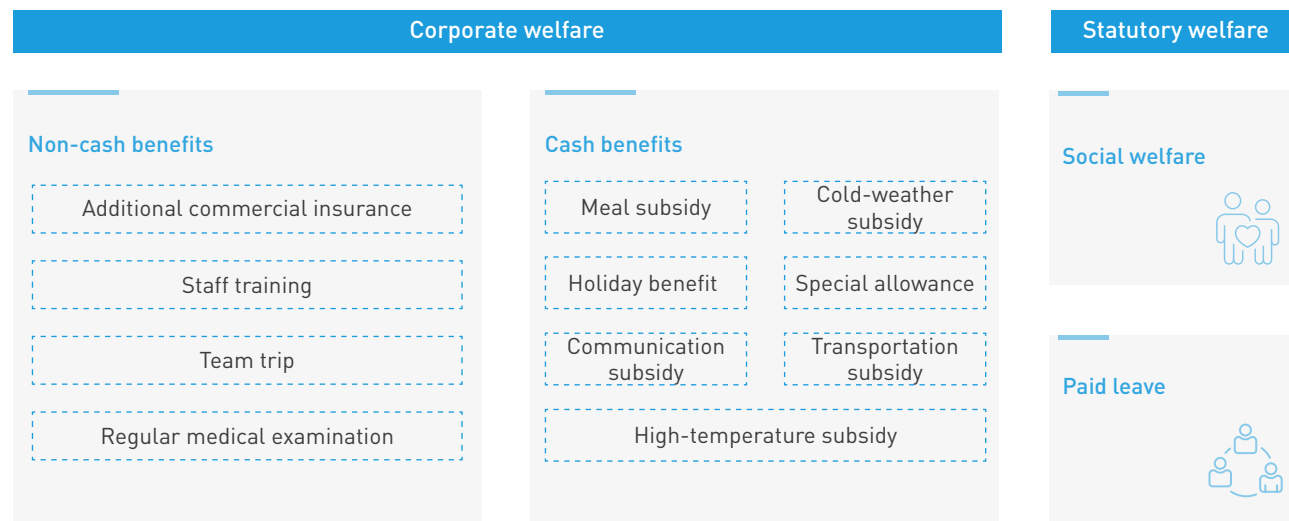 Corporate welfare
Statutory welfare
Non-cash benefits
Additional commercial insurance
Staff training
Team trip
Regular medical examination
Cash benefits
Meal subsidy
Cold-weather
subsidy
Holiday benefit
Special allowance
Communication
subsidy
Transportation
subsidy
High-temperature subsidy
Social welfare
Paid leave